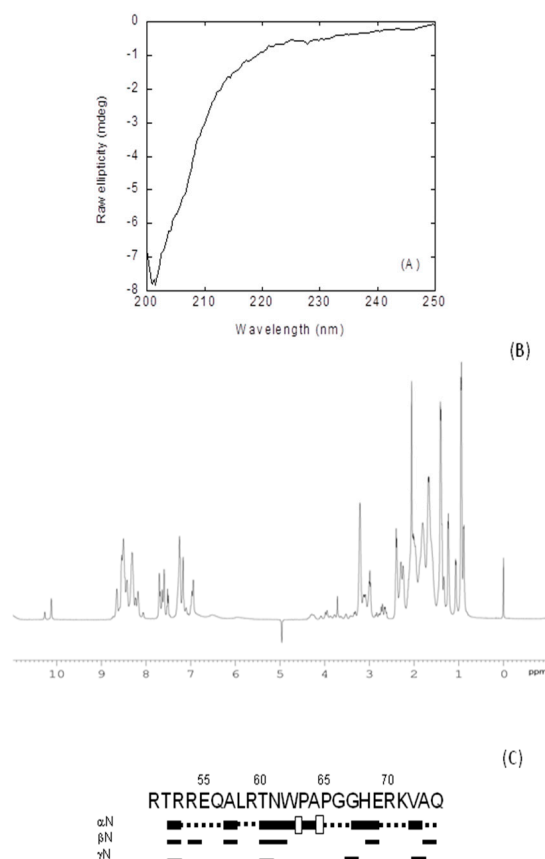 0
-1
-2
-3
-4
-5
-6
-7
-8
Raw ellipticity (mdeg)
200 210 220 230 240 250
Wavelength (nm)
(A)
(B)
10 9 8 7 6 5 4 3 2 1 0 ppm
(C)
55 60 65 70
RTRREQALRTNWPAPGGHERKVAQ
αN
βN
γN